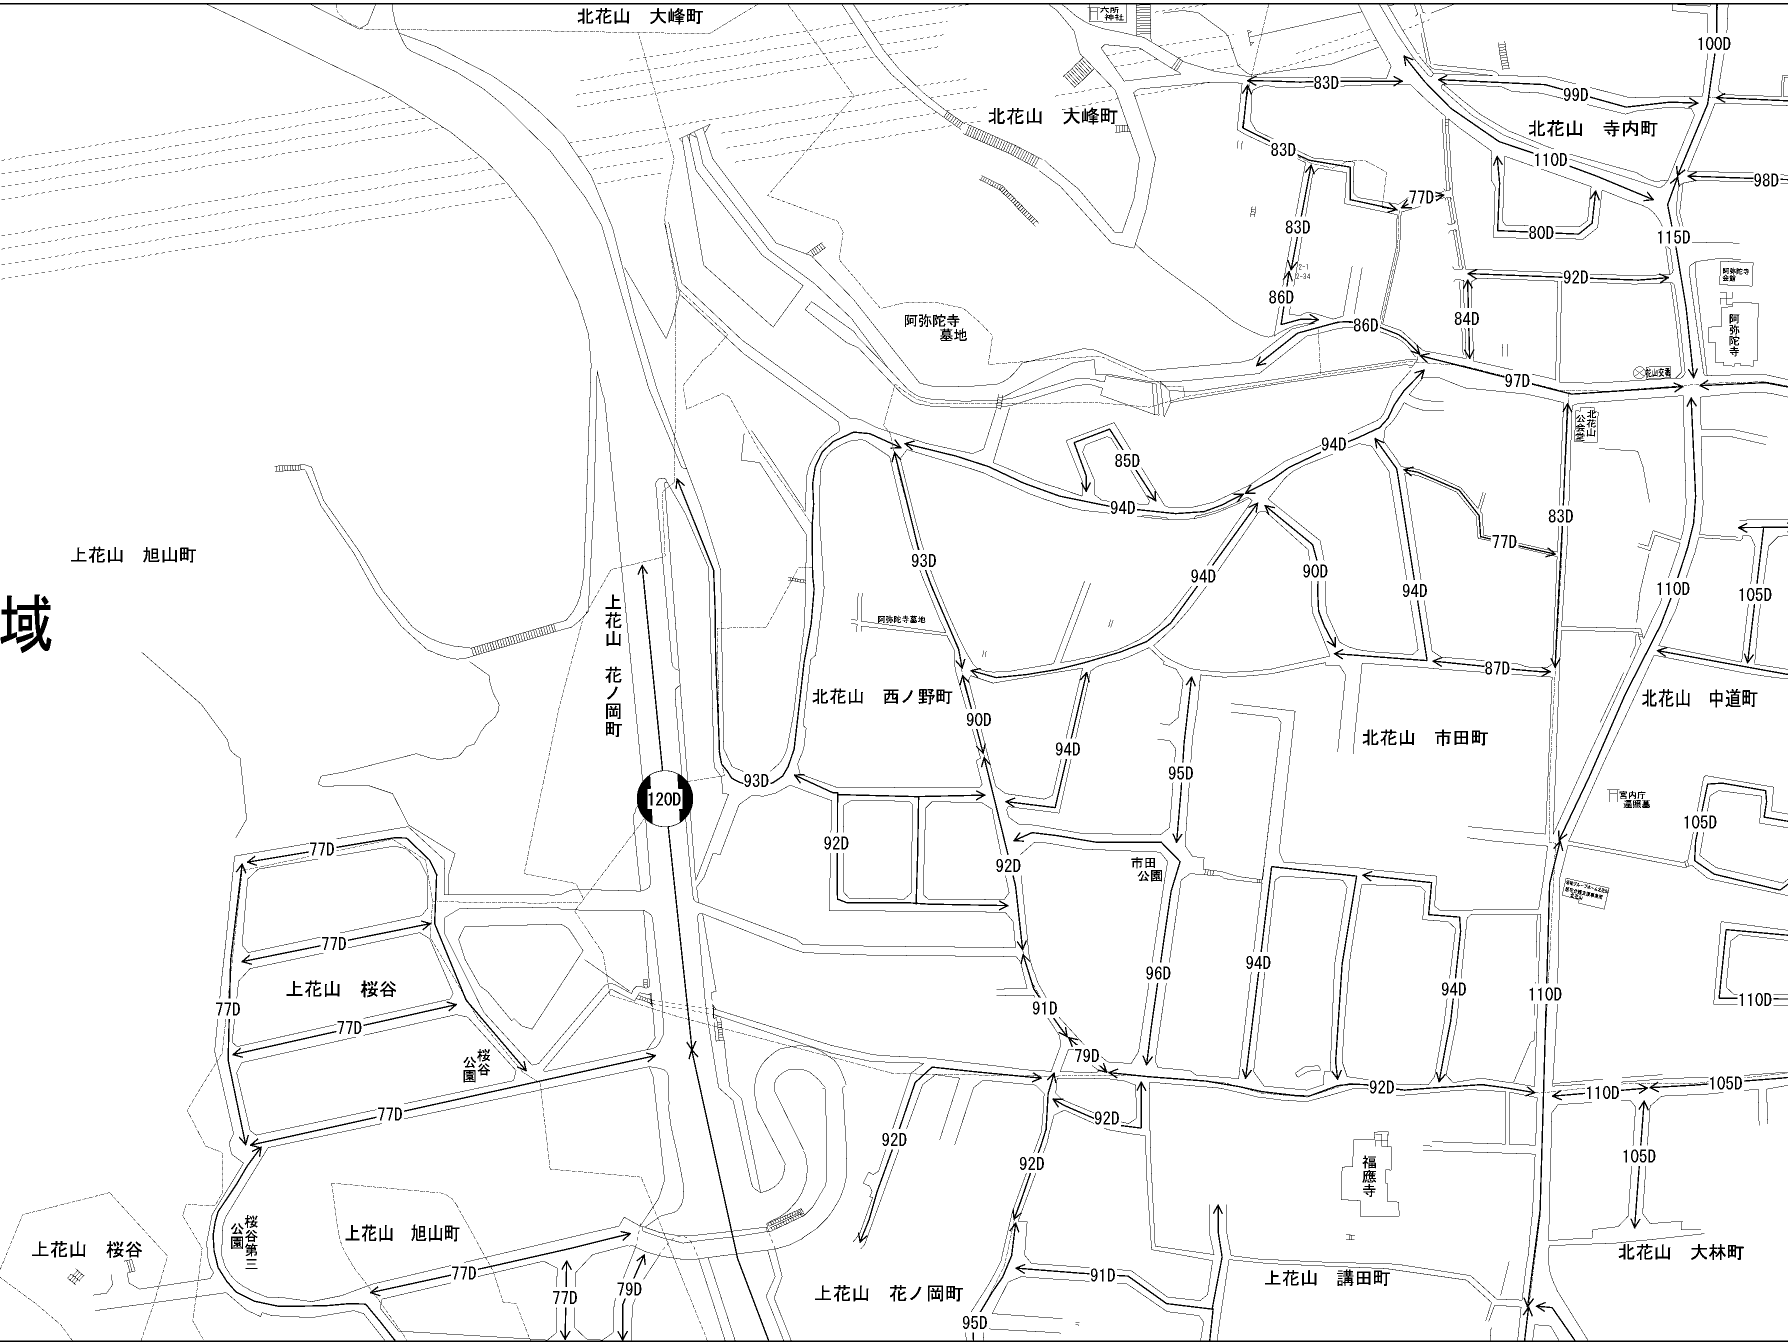 北花山　大峰町
六所
神社
100D
83D
99D
北花山　大峰町
北花山　寺内町
83D
110D
98D
77D
83D
80D
115D
92D
阿弥陀寺
会館
86D
84D
86D
阿弥陀寺
墓地
阿弥陀寺
97D
花山交番
北花山
公会堂
94D
85D
94D
83D
77D
上花山　旭山町
93D
94D
90D
94D
110D
105D
域
上花山　花ノ岡町
阿弥陀寺墓地
87D
北花山　西ノ野町
北花山　中道町
90D
北花山　市田町
94D
95D
93D
120D
宮内庁
105D
92D
77D
92D
市田
公園
77D
94D
96D
94D
上花山　桜谷
77D
91D
110D
110D
77D
桜谷
公園
79D
92D
110D
105D
77D
92D
92D
92D
105D
福應寺
桜谷第三
公園
上花山　旭山町
上花山　桜谷
北花山　大林町
77D
77D
79D
91D
上花山　講田町
上花山　花ノ岡町
95D